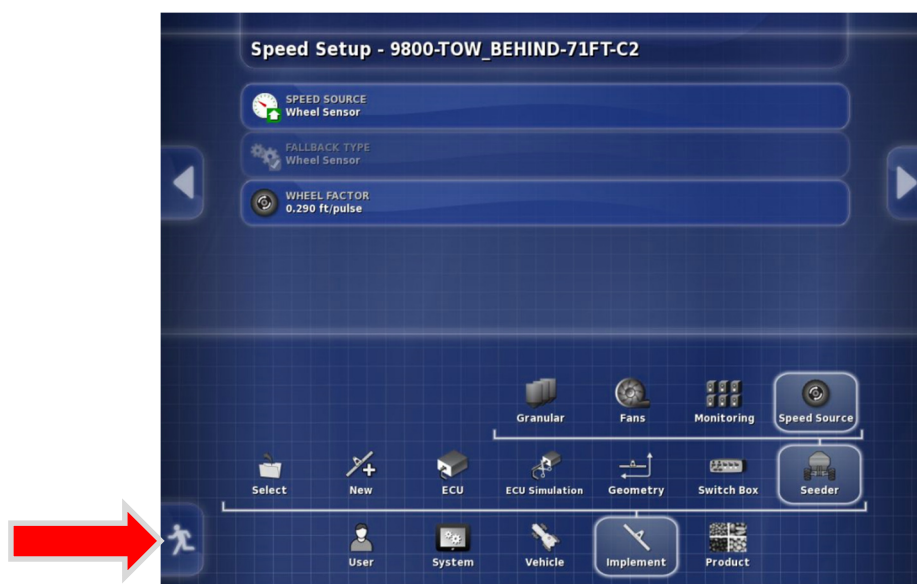 Speed Setup - 9800-TOW_BEHIND-71FT-C2
SPEED SOURCE
Wheel Sensor
FALLBACK TYPE
Wheel Sensor
WHEEL FACTOR
0.290 ft/pulse
Granular Fans Monitoring Speed Source
Select New ECU ECU Simulation Geometry Switch Box Seeder
User System Vehicle Implement Product